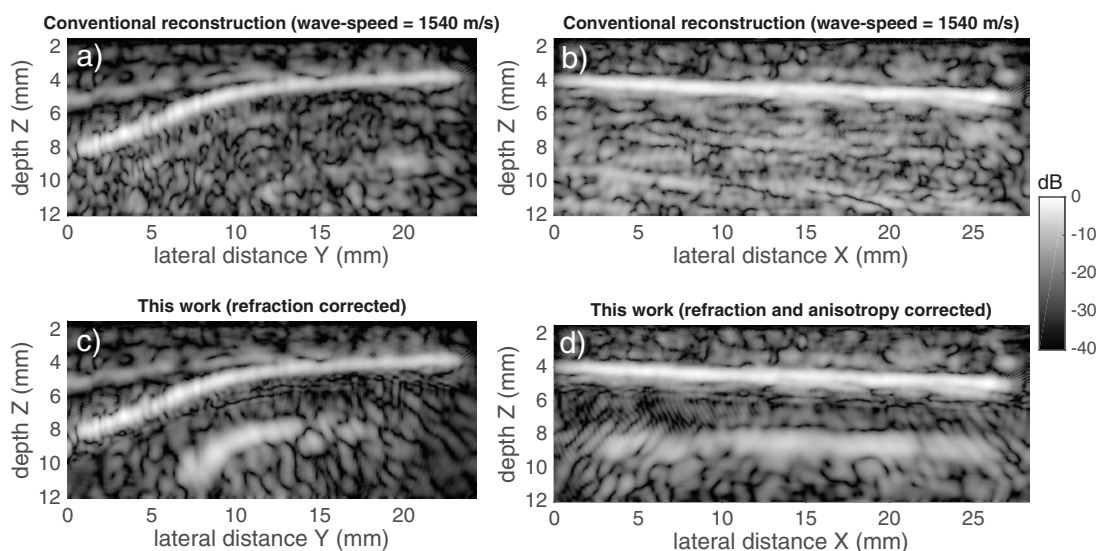 Conventional reconstruction (wave-speed = 1540 m/s)
a)
2
4
6
8
10
12
depth Z (mm)
0 5 10 15 20
lateral distance Y (mm)
Conventional reconstruction (wave-speed = 1540 m/s)
b)
2
4
6
8
10
12
depth Z (mm)
0 5 10 15 20 25
lateral distance X (mm)
dB
0
-10
-20
-30
-40
This work (refraction corrected)
c)
2
4
6
8
10
12
depth Z (mm)
0 5 10 15 20
lateral distance Y (mm)
This work (refraction and anisotropy corrected)
d)
2
4
6
8
10
12
depth Z (mm)
0 5 10 15 20 25
lateral distance X (mm)